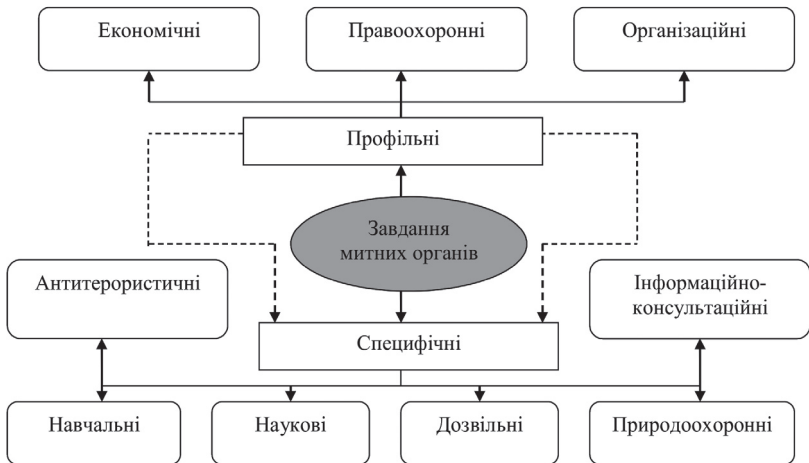 Економічні
Правоохоронні
Організаційні
Профільні
Завдання
митних органів
Антитерористичні
Інформаційно-
консультаційні
Специфічні
Навчальні
Наукові
Дозвільні
Природоохоронні